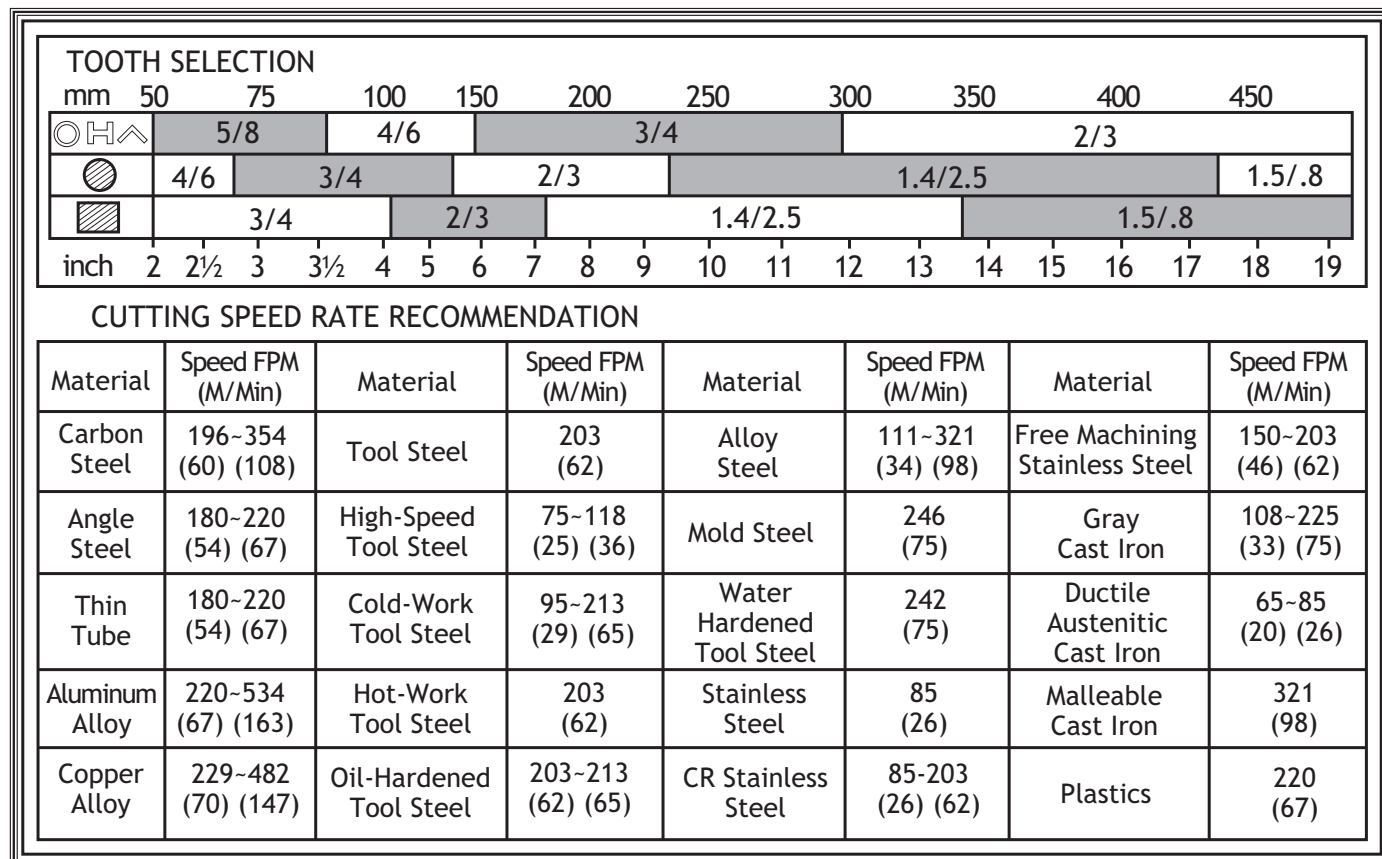 TOOTH SELECTION
mm 50 75 100 150 200 250 300 350 400 450
5/8 4/6 3/4 2/3
4/6 3/4 2/3 1.4/2.5 1.5/.8
3/4 2/3 1.4/2.5 1.5/.8
inch 2 2½ 3 3½ 4 5 6 7 8 9 10 11 12 13 14 15 16 17 18 19
CUTTING SPEED RATE RECOMMENDATION
Material Speed FPM (M/Min) Material Speed FPM (M/Min) Material Speed FPM (M/Min) Material Speed FPM (M/Min)
Carbon Steel 196~354 (60) (108) Tool Steel 203 (62) Alloy Steel 111~321 (34) (98) Free Machining Stainless Steel 150~203 (46) (62)
Angle Steel 180~220 (54) (67) High-Speed Tool Steel 75~118 (25) (36) Mold Steel 246 (75) Gray Cast Iron 108~225 (33) (75)
Thin Tube 180~220 (54) (67) Cold-Work Tool Steel 95~213 (29) (65) Water Hardened Tool Steel 242 (75) Ductile Austenitic Cast Iron 65~85 (20) (26)
Aluminum Alloy 220~534 (67) (163) Hot-Work Tool Steel 203 (62) Stainless Steel 85 (26) Malleable Cast Iron 321 (98)
Copper Alloy 229~482 (70) (147) Oil-Hardened Tool Steel 203~213 (62) (65) CR Stainless Steel 85-203 (26) (62) Plastics 220 (67)